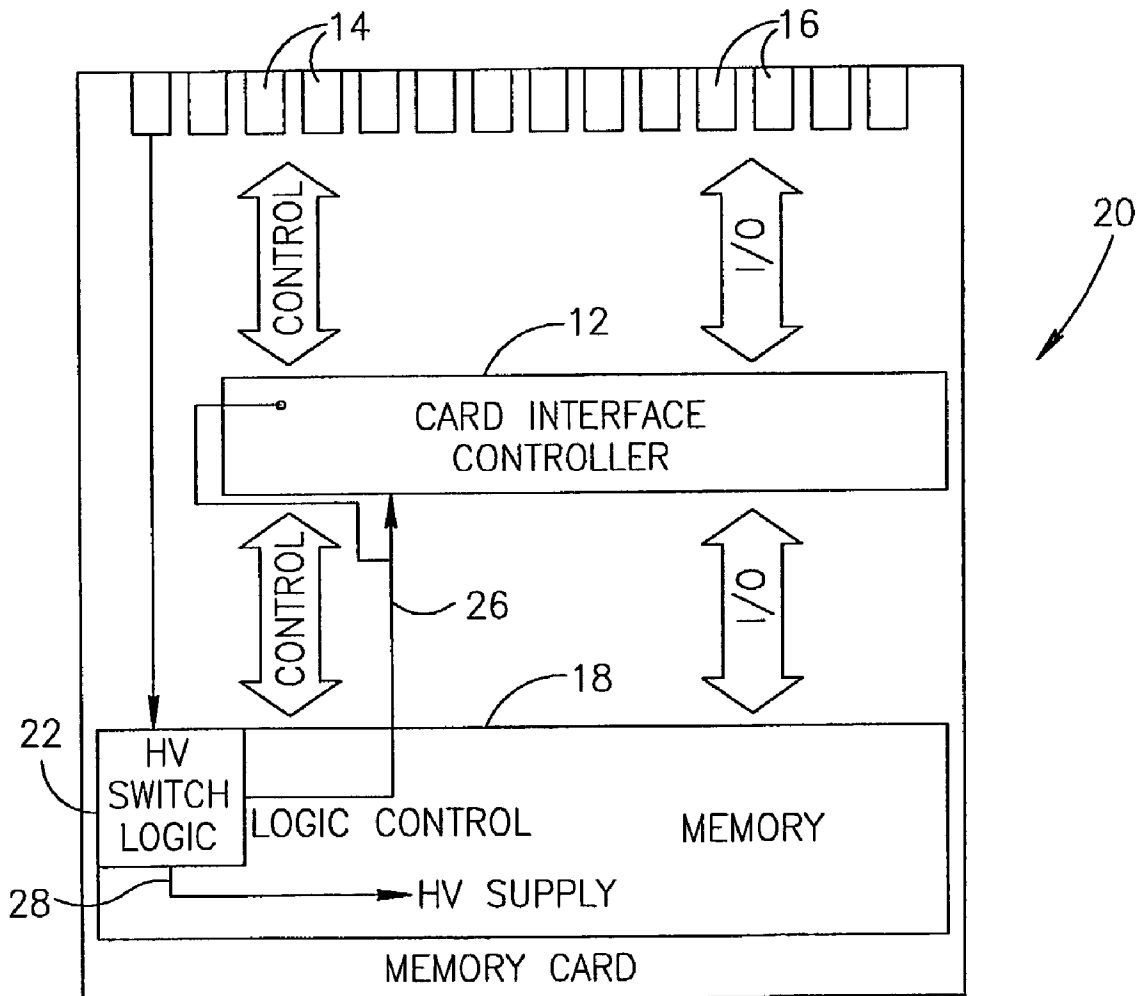 14
16
20
CONTROL
I/O
12
CARD INTERFACE
CONTROLLER
CONTROL
26
I/O
18
22
HV
SWITCH
LOGIC
LOGIC CONTROL
MEMORY
28
HV SUPPLY
MEMORY CARD